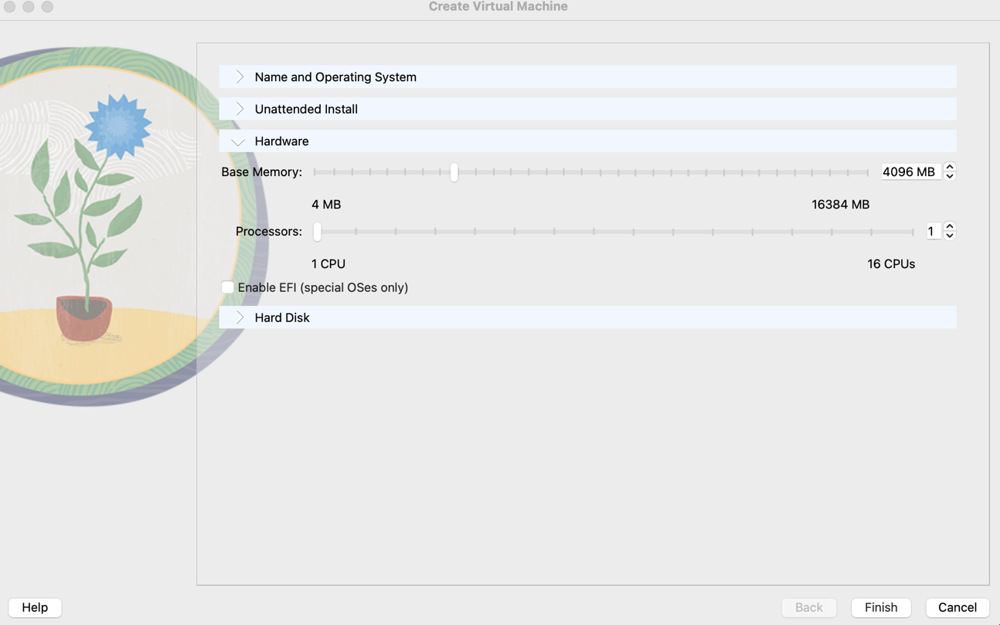 Create Virtual Machine
Name and Operating System
Unattended Install
Hardware
Base Memory: 4096 MB
4 MB 16384 MB
Processors: 1
1 CPU 16 CPUs
Enable EFI (special OSes only)
Hard Disk
Help Back Finish Cancel